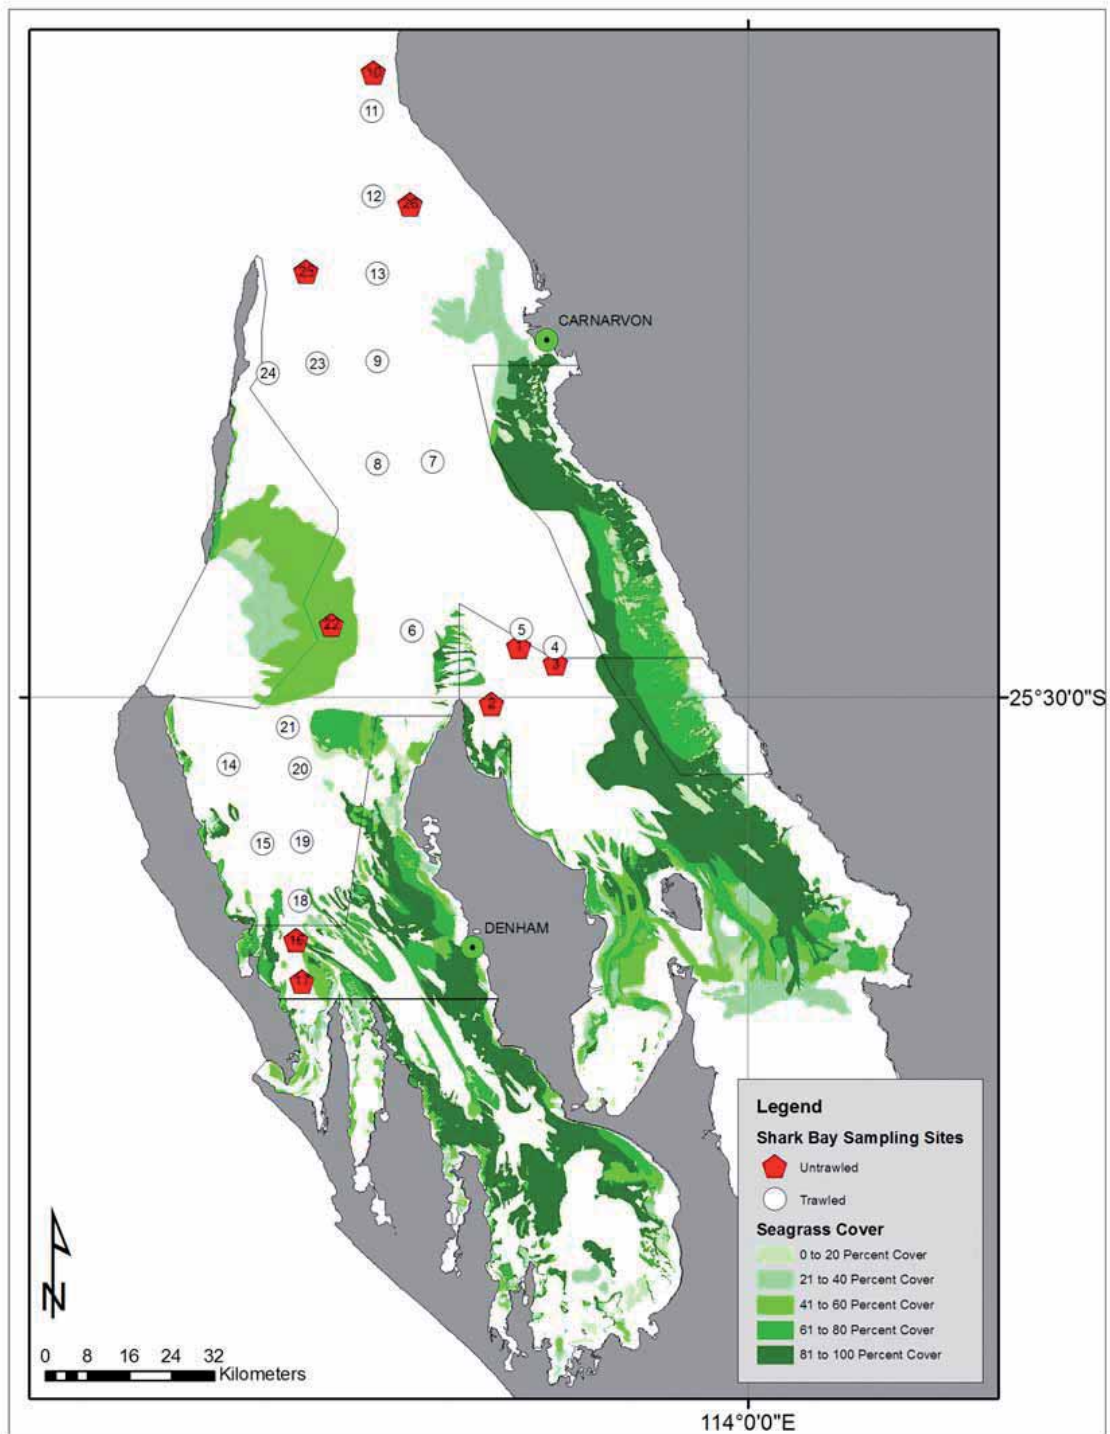 10
11
12
26
25
13
CARNARVON
24
23
9
8
7
22
6
5
1
4
3
2
25°30'0"S
21
14
20
15
19
18
16
17
DENHAM
Legend
Shark Bay Sampling Sites
Untrawled
Trawled
Seagrass Cover
0 to 20 Percent Cover
21 to 40 Percent Cover
41 to 60 Percent Cover
61 to 80 Percent Cover
81 to 100 Percent Cover
N
0 8 16 24 32
Kilometers
114°0'0"E